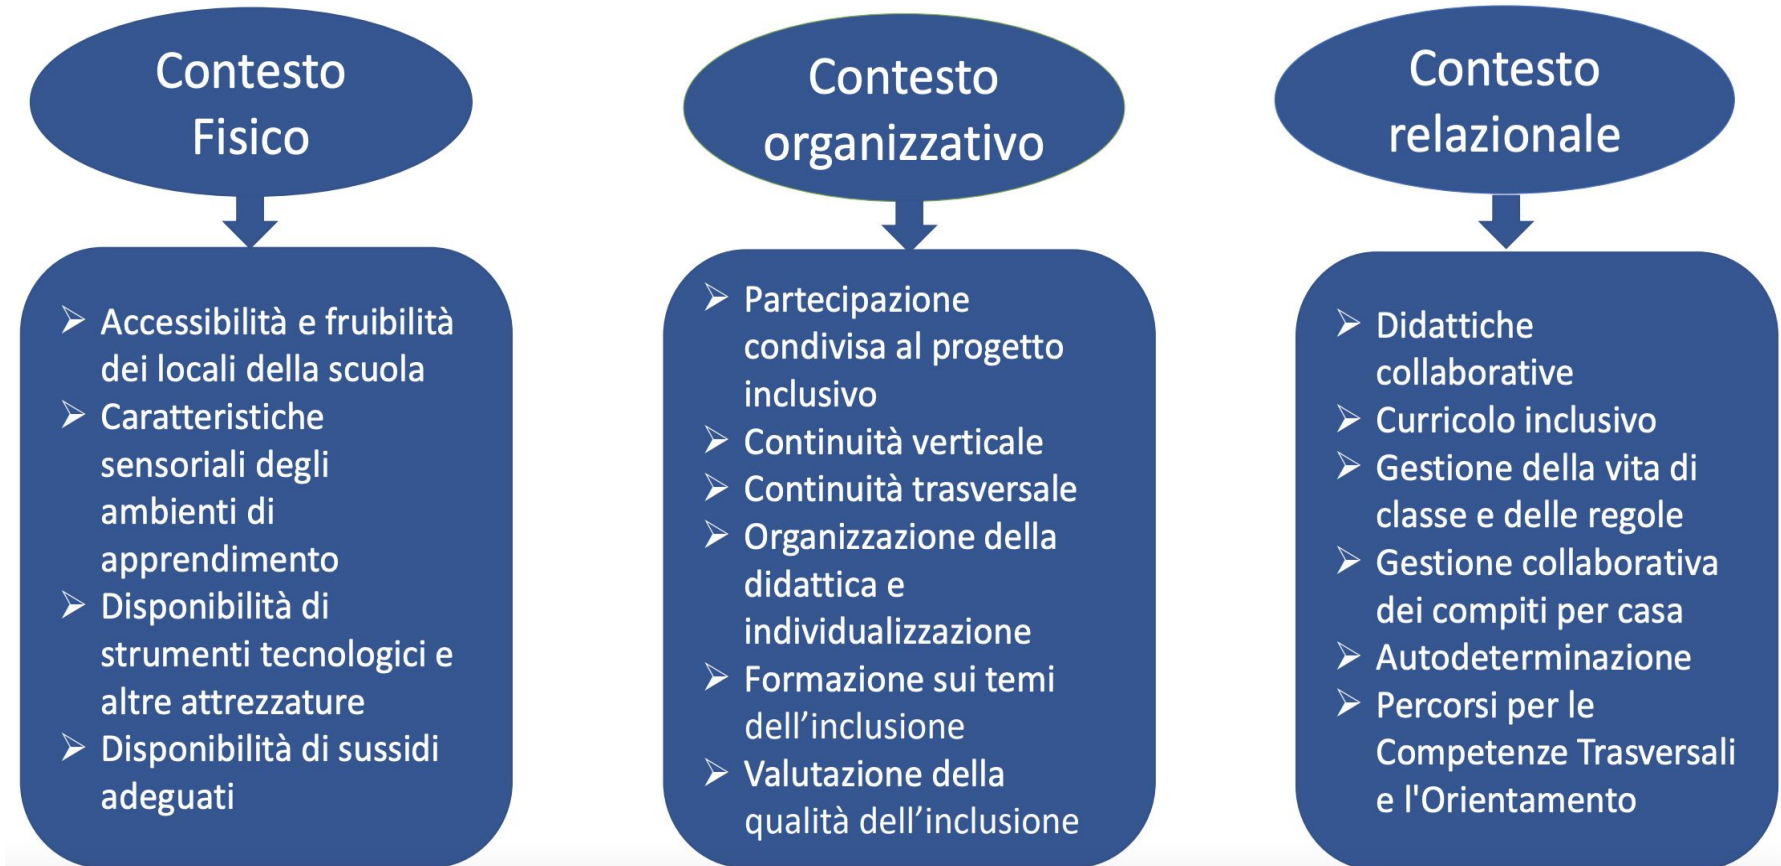 Contesto
Fisico
➢ Accessibilità e fruibilità
dei locali della scuola
➢ Caratteristiche
sensoriali degli
ambienti di
apprendimento
➢ Disponibilità di
strumenti tecnologici e
altre attrezzature
➢ Disponibilità di sussidi
adeguati
Contesto
organizzativo
➢ Partecipazione
condivisa al progetto
inclusivo
➢ Continuità verticale
➢ Continuità trasversale
➢ Organizzazione della
didattica e
individualizzazione
➢ Formazione sui temi
dell’inclusione
➢ Valutazione della
qualità dell’inclusione
Contesto
relazionale
➢ Didattiche
collaborative
➢ Curricolo inclusivo
➢ Gestione della vita di
classe e delle regole
➢ Gestione collaborativa
dei compiti per casa
➢ Autodeterminazione
➢ Percorsi per le
Competenze Trasversali
e l'Orientamento